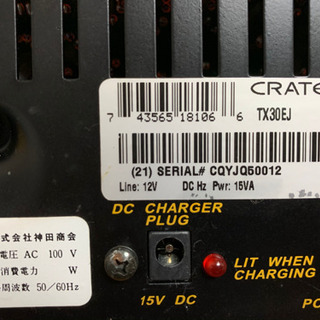 CRATE
7 43565 18106 6
TX30EJ
(21) SERIAL# CQYJQ50012
Line: 12V DC Hz Pwr: 15VA
DC CHARGER
PLUG
式会社神田商会
電圧 AC 100 V
消費電力 W
周波数 50/60Hz
LIT WHEN
CHARGING
15V DC
PO